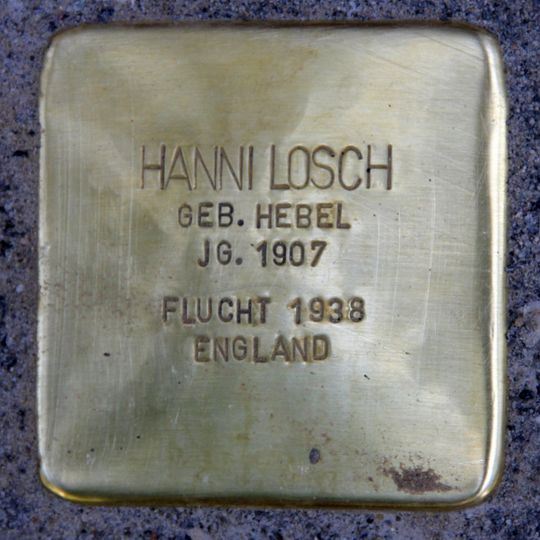 HANNI LOSCH
GEB. HEBEL
JG. 1907
FLUCHT 1938
ENGLAND